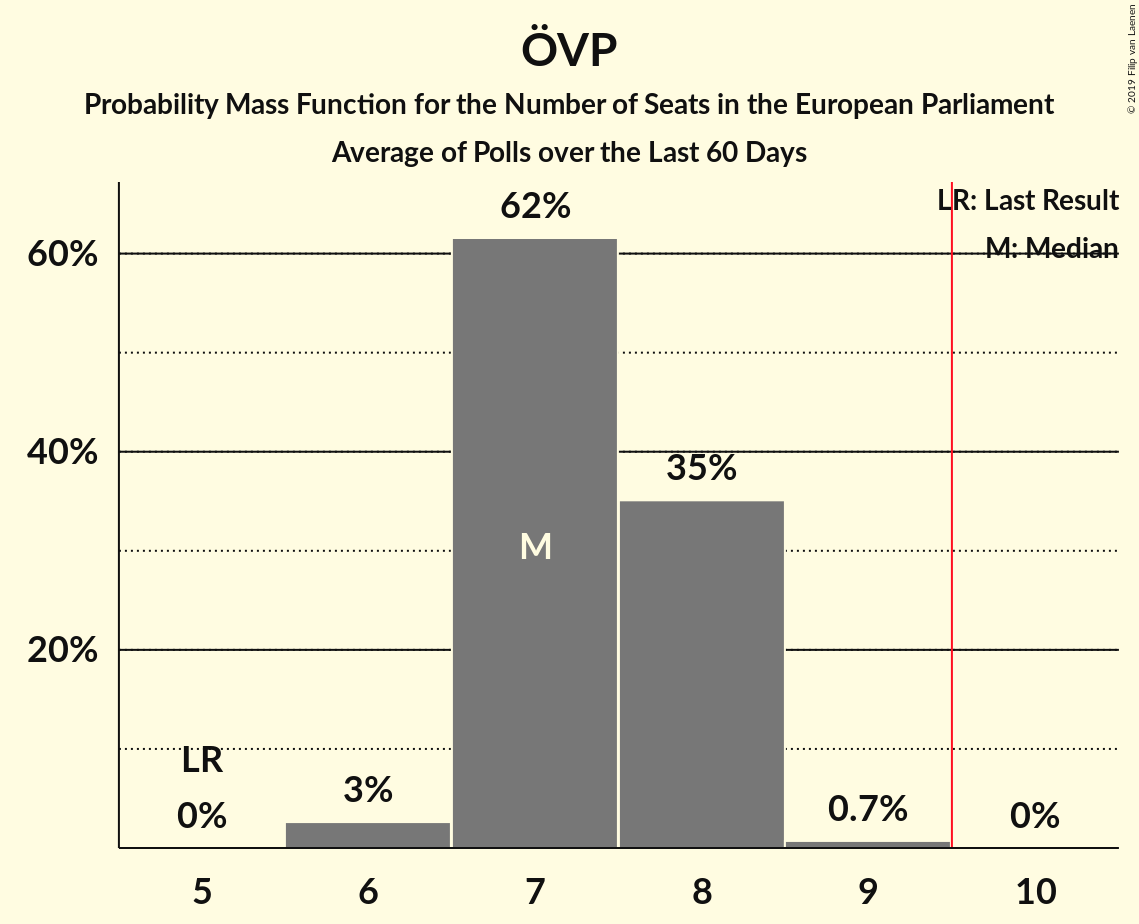 ÖVP
Probability Mass Function for the Number of Seats in the European Parliament
Average of Polls over the Last 60 Days
© 2019 Filip van Laenen
LR: Last Result
M: Median
62%
60%
40%
35%
M
20%
LR
0%
3%
0.7%
0%
5 6 7 8 9 10